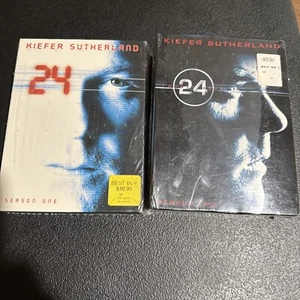 KIEFER SUTHERLAND
24
BEST BUY
$49.99
SEASON ONE
KIEFER SUTHERLAND
24